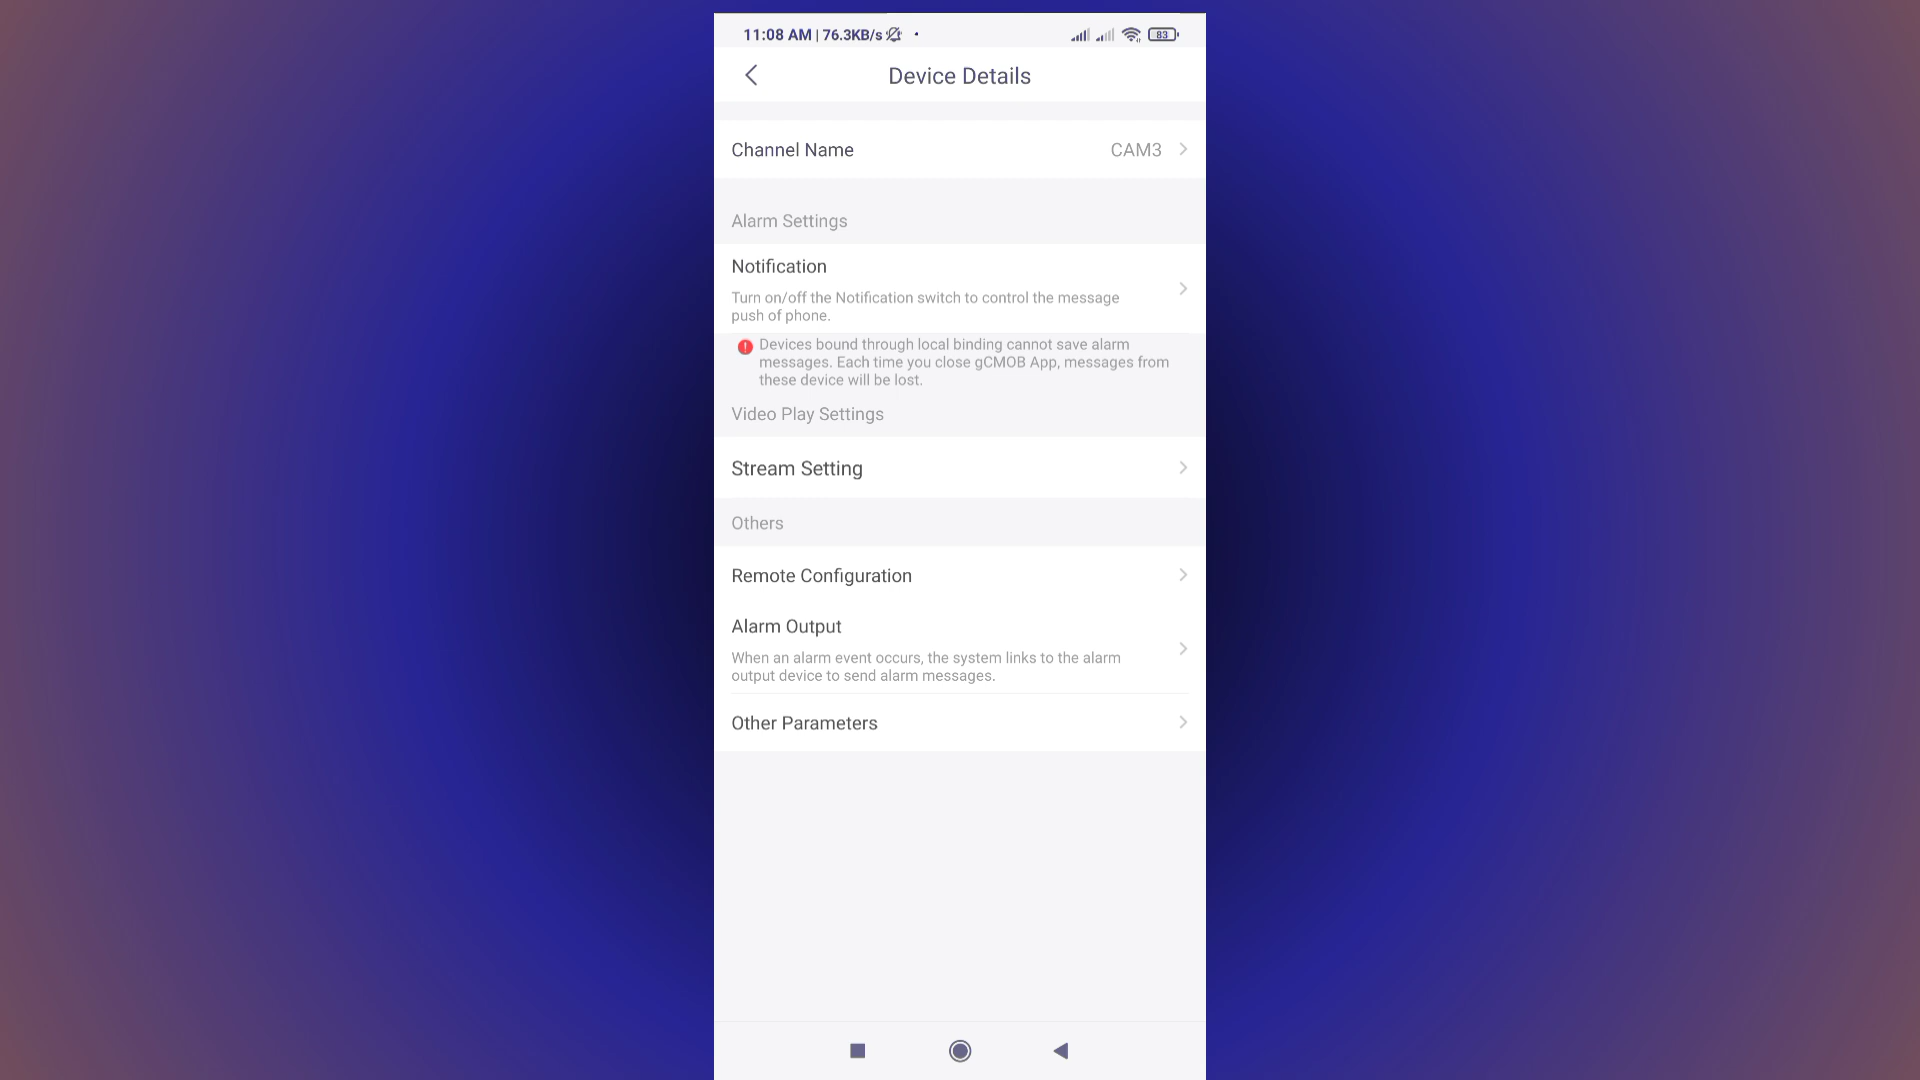 11:08 AM | 76.3KB/s
83
Device Details
Channel Name
CAM3
Alarm Settings
Notification
Turn on/off the Notification switch to control the message
push of phone.
Devices bound through local binding cannot save alarm
messages. Each time you close gCMOB App, messages from
these device will be lost.
Video Play Settings
Stream Setting
Others
Remote Configuration
Alarm Output
When an alarm event occurs, the system links to the alarm
output device to send alarm messages.
Other Parameters